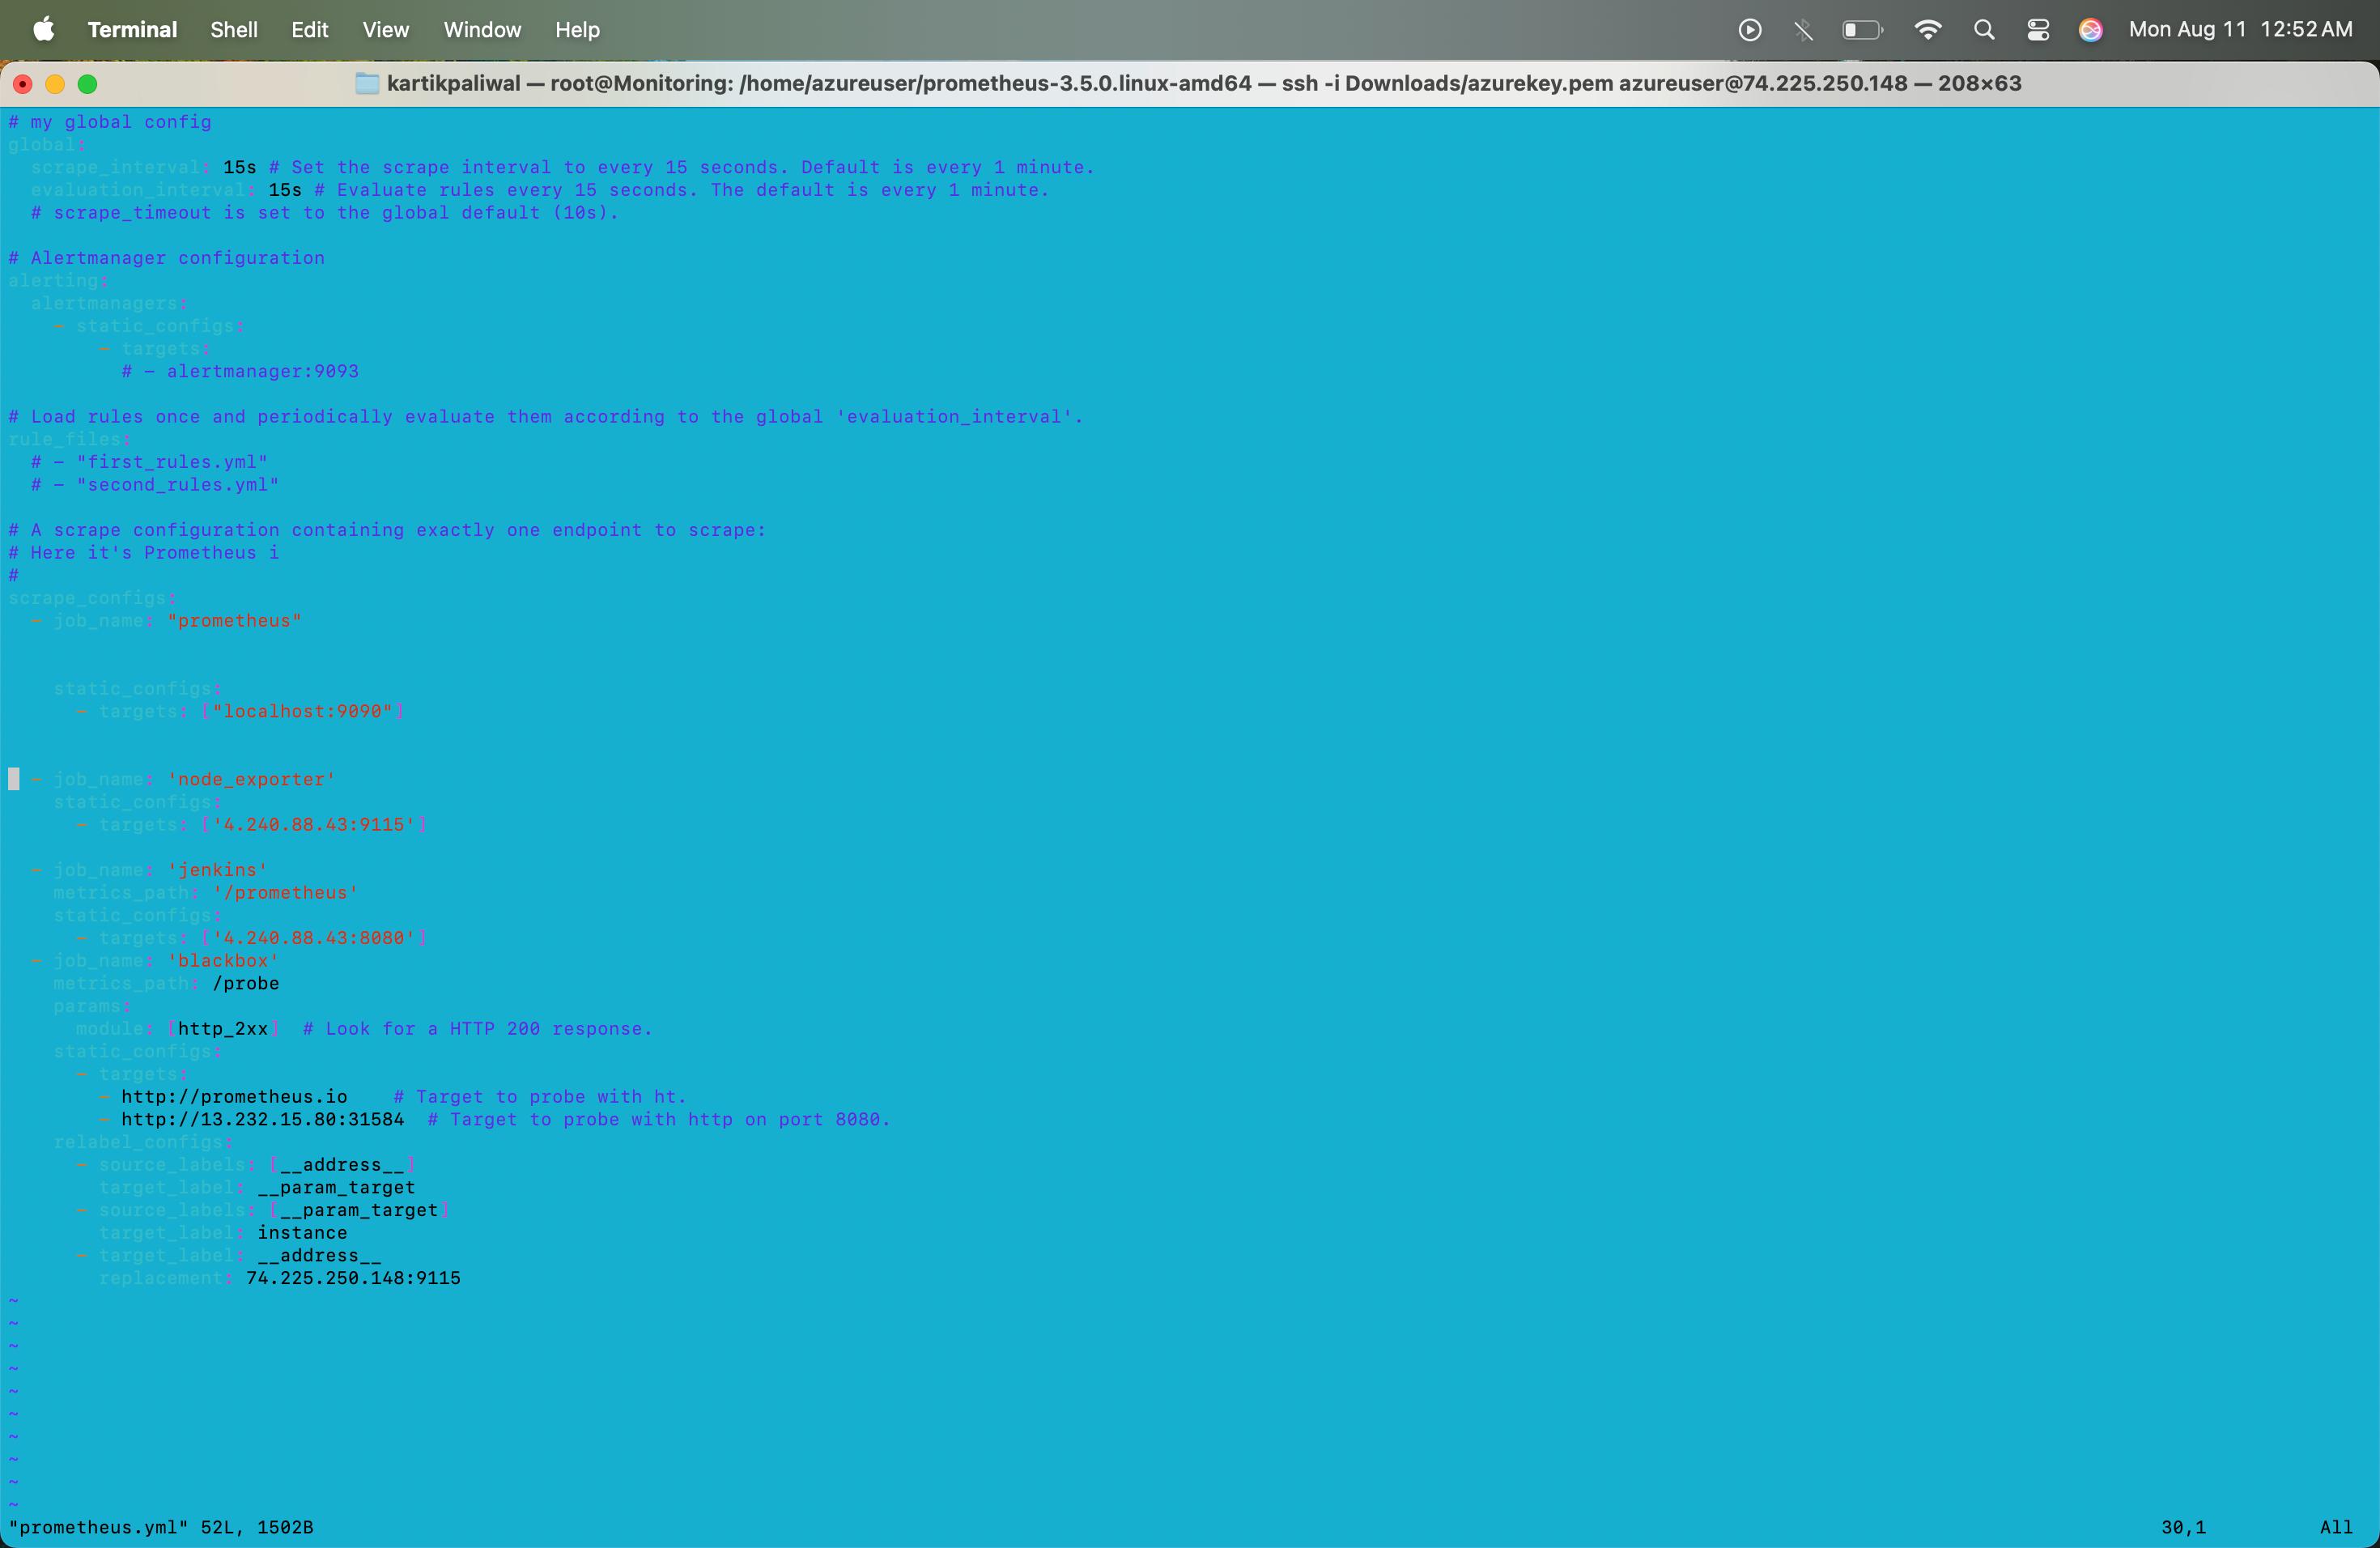 Terminal Shell Edit View Window Help Mon Aug 11 12:52 AM
kartikpaliwal — root@Monitoring: /home/azureuser/prometheus-3.5.0.linux-amd64 — ssh -i Downloads/azurekey.pem azureuser@74.225.250.148 — 208×63
# my global config
global:
  scrape_interval: 15s # Set the scrape interval to every 15 seconds. Default is every 1 minute.
  evaluation_interval: 15s # Evaluate rules every 15 seconds. The default is every 1 minute.
  # scrape_timeout is set to the global default (10s).
# Alertmanager configuration
alerting:
  alertmanagers:
    - static_configs:
        - targets:
          # - alertmanager:9093
# Load rules once and periodically evaluate them according to the global 'evaluation_interval'.
rule_files:
  # - "first_rules.yml"
  # - "second_rules.yml"
# A scrape configuration containing exactly one endpoint to scrape:
# Here it's Prometheus i
#
scrape_configs:
  - job_name: "prometheus"
    static_configs:
      - targets: ["localhost:9090"]
  - job_name: 'node_exporter'
    static_configs:
      - targets: ['4.240.88.43:9115']
  - job_name: 'jenkins'
    metrics_path: '/prometheus'
    static_configs:
      - targets: ['4.240.88.43:8080']
  - job_name: 'blackbox'
    metrics_path: /probe
    params:
      module: [http_2xx]  # Look for a HTTP 200 response.
    static_configs:
      - targets:
        - http://prometheus.io    # Target to probe with ht.
        - http://13.232.15.80:31584  # Target to probe with http on port 8080.
    relabel_configs:
      - source_labels: [__address__]
        target_label: __param_target
      - source_labels: [__param_target]
        target_label: instance
      - target_label: __address__
        replacement: 74.225.250.148:9115
~
~
~
~
~
~
~
~
~
~
"prometheus.yml" 52L, 1502B 30,1 All